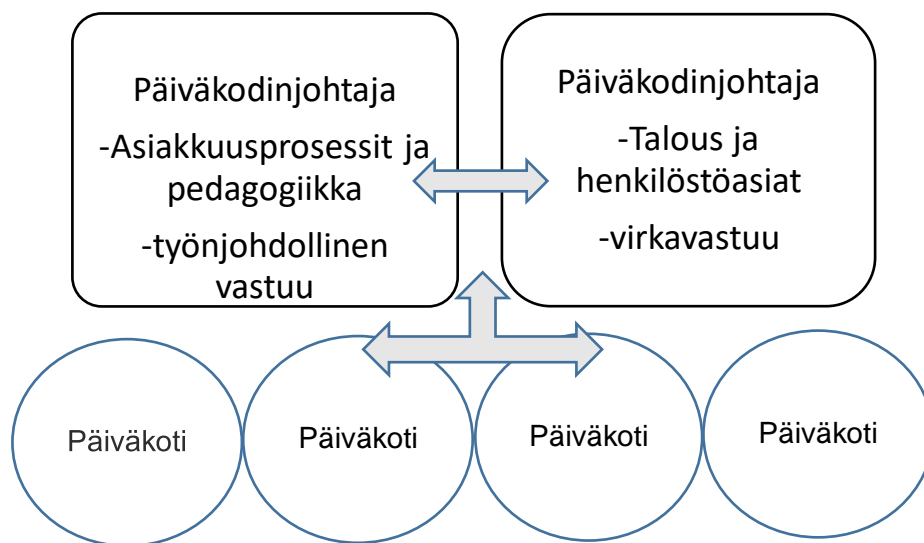 Päiväkodinjohtaja
-Asiakkuusprosessit ja
pedagogiikka
-työnjohdollinen
vastuu
Päiväkodinjohtaja
-Talous ja
henkilöstöasiat
-virkavastuu
Päiväkoti
Päiväkoti
Päiväkoti
Päiväkoti